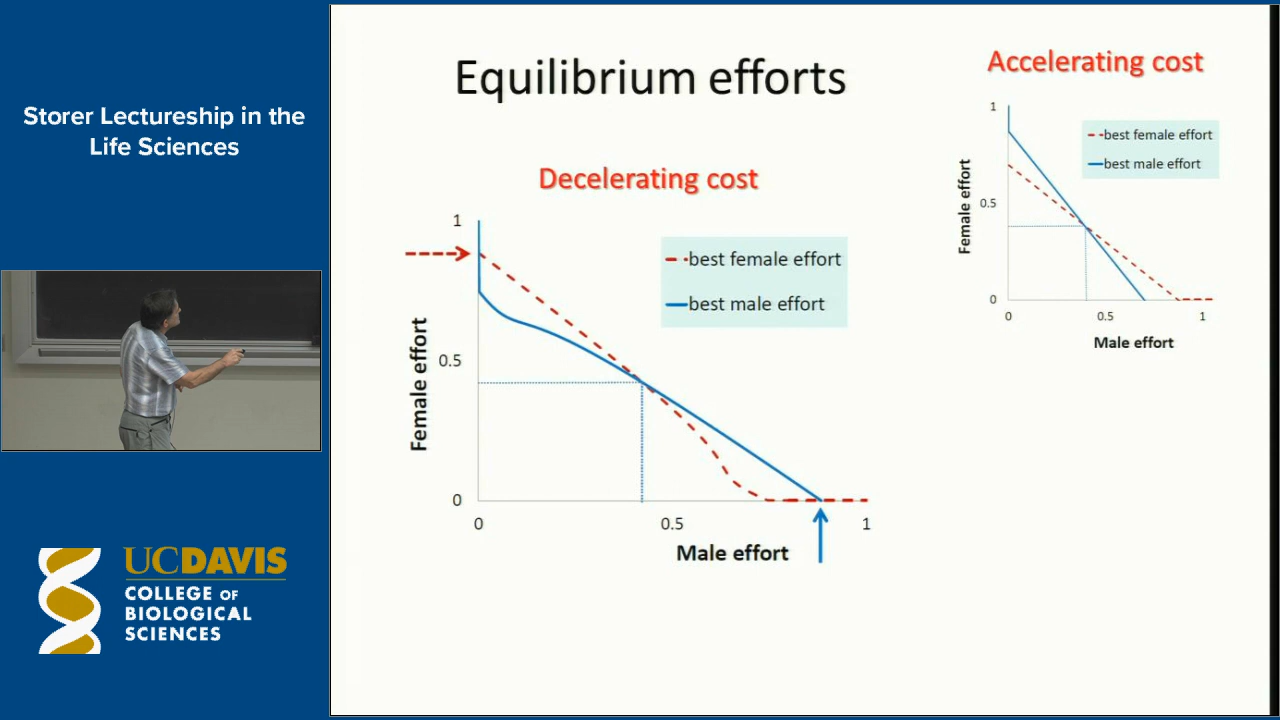 Storer Lectureship in the
Life Sciences
UCDAVIS
COLLEGE OF
BIOLOGICAL
SCIENCES
Equilibrium efforts
Decelerating cost
1
0.5
0
Female effort
best female effort
best male effort
0
0.5
1
Male effort
Accelerating cost
1
0.5
0
Female effort
best female effort
best male effort
0
0.5
1
Male effort